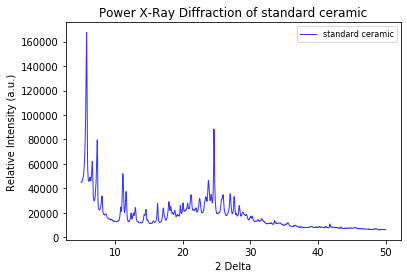 Power X-Ray Diffraction of standard ceramic
standard ceramic
Relative Intensity (a.u.)
160000
140000
120000
100000
80000
60000
40000
20000
0
10 20 30 40 50
2 Delta